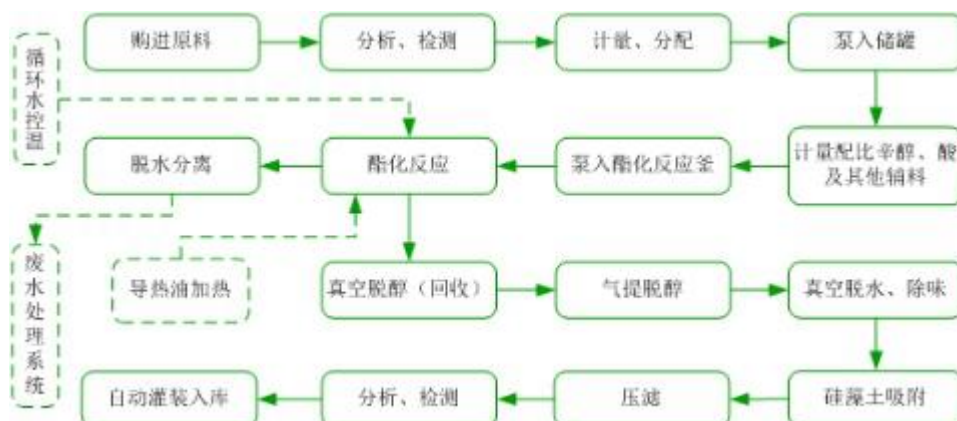 购进原料
分析、检测
计量、分配
泵入储罐
循环水控温
脱水分离
酯化反应
泵入酯化反应釜
计量配比辛醇、酸
及其他辅料
废水处理系统
导热油加热
真空脱醇（回收）
气提脱醇
真空脱水、除味
自动灌装入库
分析、检测
压滤
硅藻土吸附